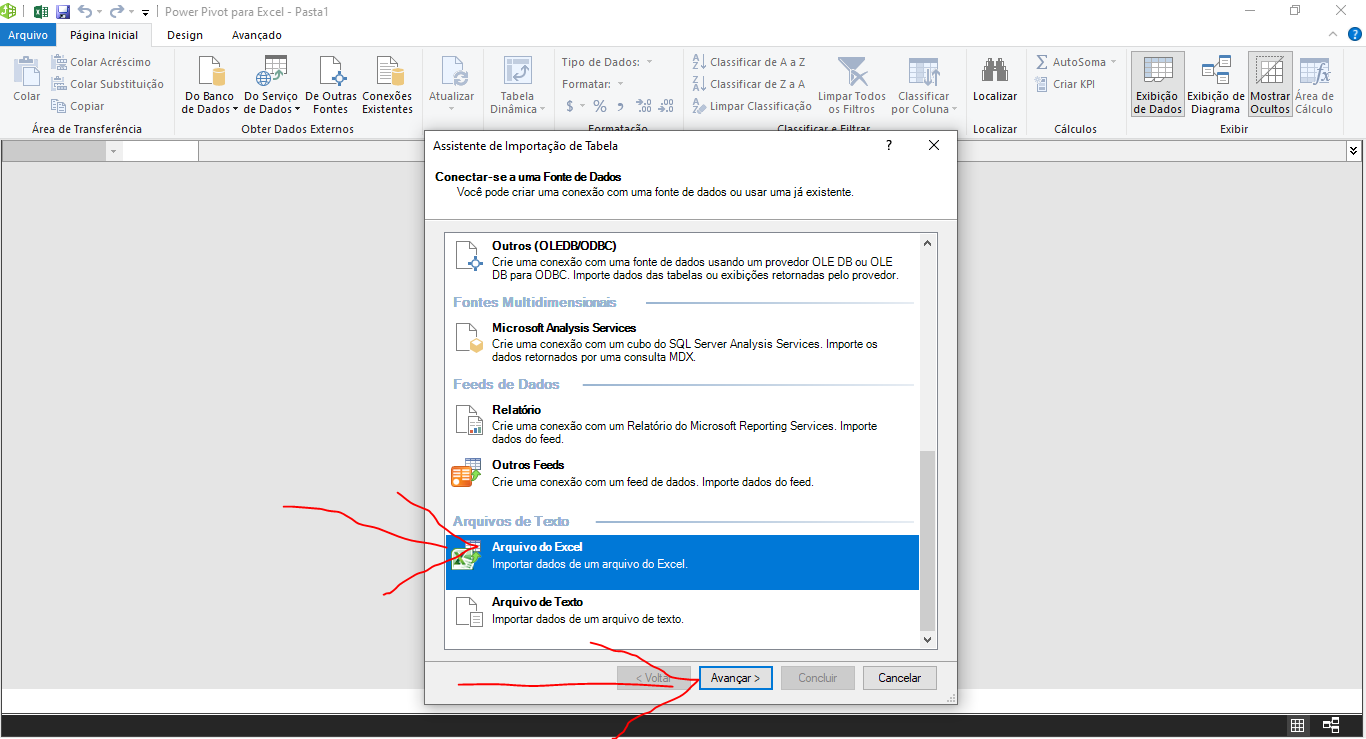 Power Pivot para Excel - Pasta1
Arquivo Página Inicial Design Avançado
Colar
Colar Acréscimo
Colar Substituição
Copiar
Área de Transferência
Do Banco
de Dados
Do Serviço
de Dados
De Outras
Fontes
Conexões
Existentes
Obter Dados Externos
Atualizar
Tabela
Dinâmica
Tipo de Dados:
Formatar:
$ % ,
Formatação
Classificar de A a Z
Classificar de Z a A
Limpar Classificação
Limpar Todos
os Filtros
Classificar
por Coluna
Classificar e Filtrar
Localizar
Localizar
AutoSoma
Criar KPI
Cálculos
Exibição
de Dados
Exibição de
Diagrama
Mostrar
Ocultos
Área de
Cálculo
Exibir
Assistente de Importação de Tabela
?
Conectar-se a uma Fonte de Dados
Você pode criar uma conexão com uma fonte de dados ou usar uma já existente.
Outros (OLEDB/ODBC)
Crie uma conexão com uma fonte de dados usando um provedor OLE DB ou OLE
DB para ODBC. Importe dados das tabelas ou exibições retornadas pelo provedor.
Fontes Multidimensionais
Microsoft Analysis Services
Crie uma conexão com um cubo do SQL Server Analysis Services. Importe os
dados retornados por uma consulta MDX.
Feeds de Dados
Relatório
Crie uma conexão com um Relatório do Microsoft Reporting Services. Importe
dados do feed.
Outros Feeds
Crie uma conexão com um feed de dados. Importe dados do feed.
Arquivos de Texto
Arquivo do Excel
Importar dados de um arquivo do Excel.
Arquivo de Texto
Importar dados de um arquivo de texto.
< Voltar
Avançar >
Concluir
Cancelar